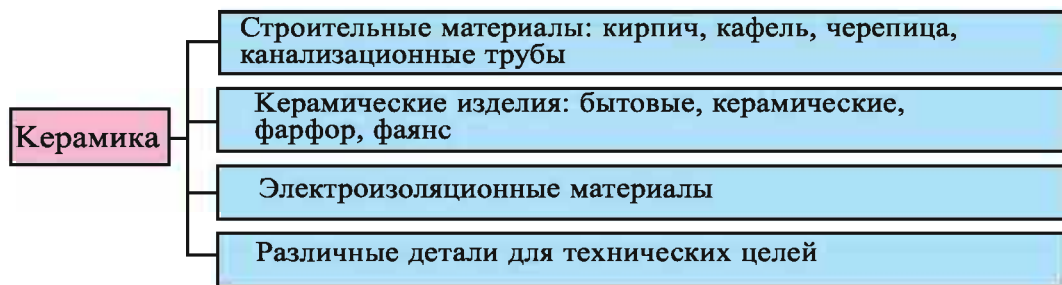 Строительные материалы: кирпич, кафель, черепица,
канализационные трубы
Керамические изделия: бытовые, керамические,
фарфор, фаянс
Керамика
Электроизоляционные материалы
Различные детали для технических целей